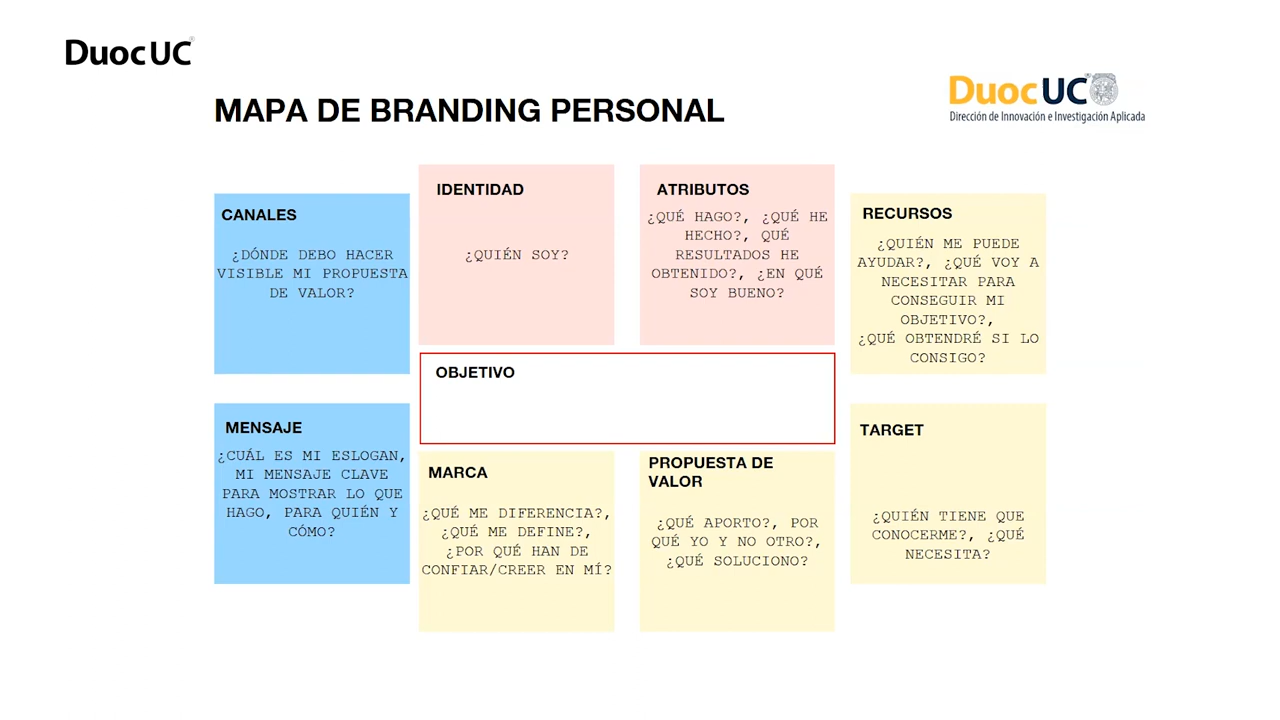 Duoc UC
Duoc UC
Dirección de Innovación e Investigación Aplicada
MAPA DE BRANDING PERSONAL
CANALES
¿DÓNDE DEBO HACER
VISIBLE MI PROPUESTA
DE VALOR?
IDENTIDAD
¿QUIÉN SOY?
ATRIBUTOS
¿QUÉ HAGO?, ¿QUÉ HE
HECHO?, QUÉ
RESULTADOS HE
OBTENIDO?, ¿EN QUÉ
SOY BUENO?
RECURSOS
¿QUIÉN ME PUEDE
AYUDAR?, ¿QUÉ VOY A
NECESITAR PARA
CONSEGUIR MI
OBJETIVO?,
¿QUÉ OBTENDRÉ SI LO
CONSIGO?
OBJETIVO
MENSAJE
¿CUÁL ES MI ESLOGAN,
MI MENSAJE CLAVE
PARA MOSTRAR LO QUE
HAGO, PARA QUIÉN Y
CÓMO?
MARCA
¿QUÉ ME DIFERENCIA?,
¿QUÉ ME DEFINE?,
¿POR QUÉ HAN DE
CONFIAR/CREER EN MÍ?
PROPUESTA DE
VALOR
¿QUÉ APORTO?, POR
QUÉ YO Y NO OTRO?,
¿QUÉ SOLUCIONO?
TARGET
¿QUIÉN TIENE QUE
CONOCERME?, ¿QUÉ
NECESITA?